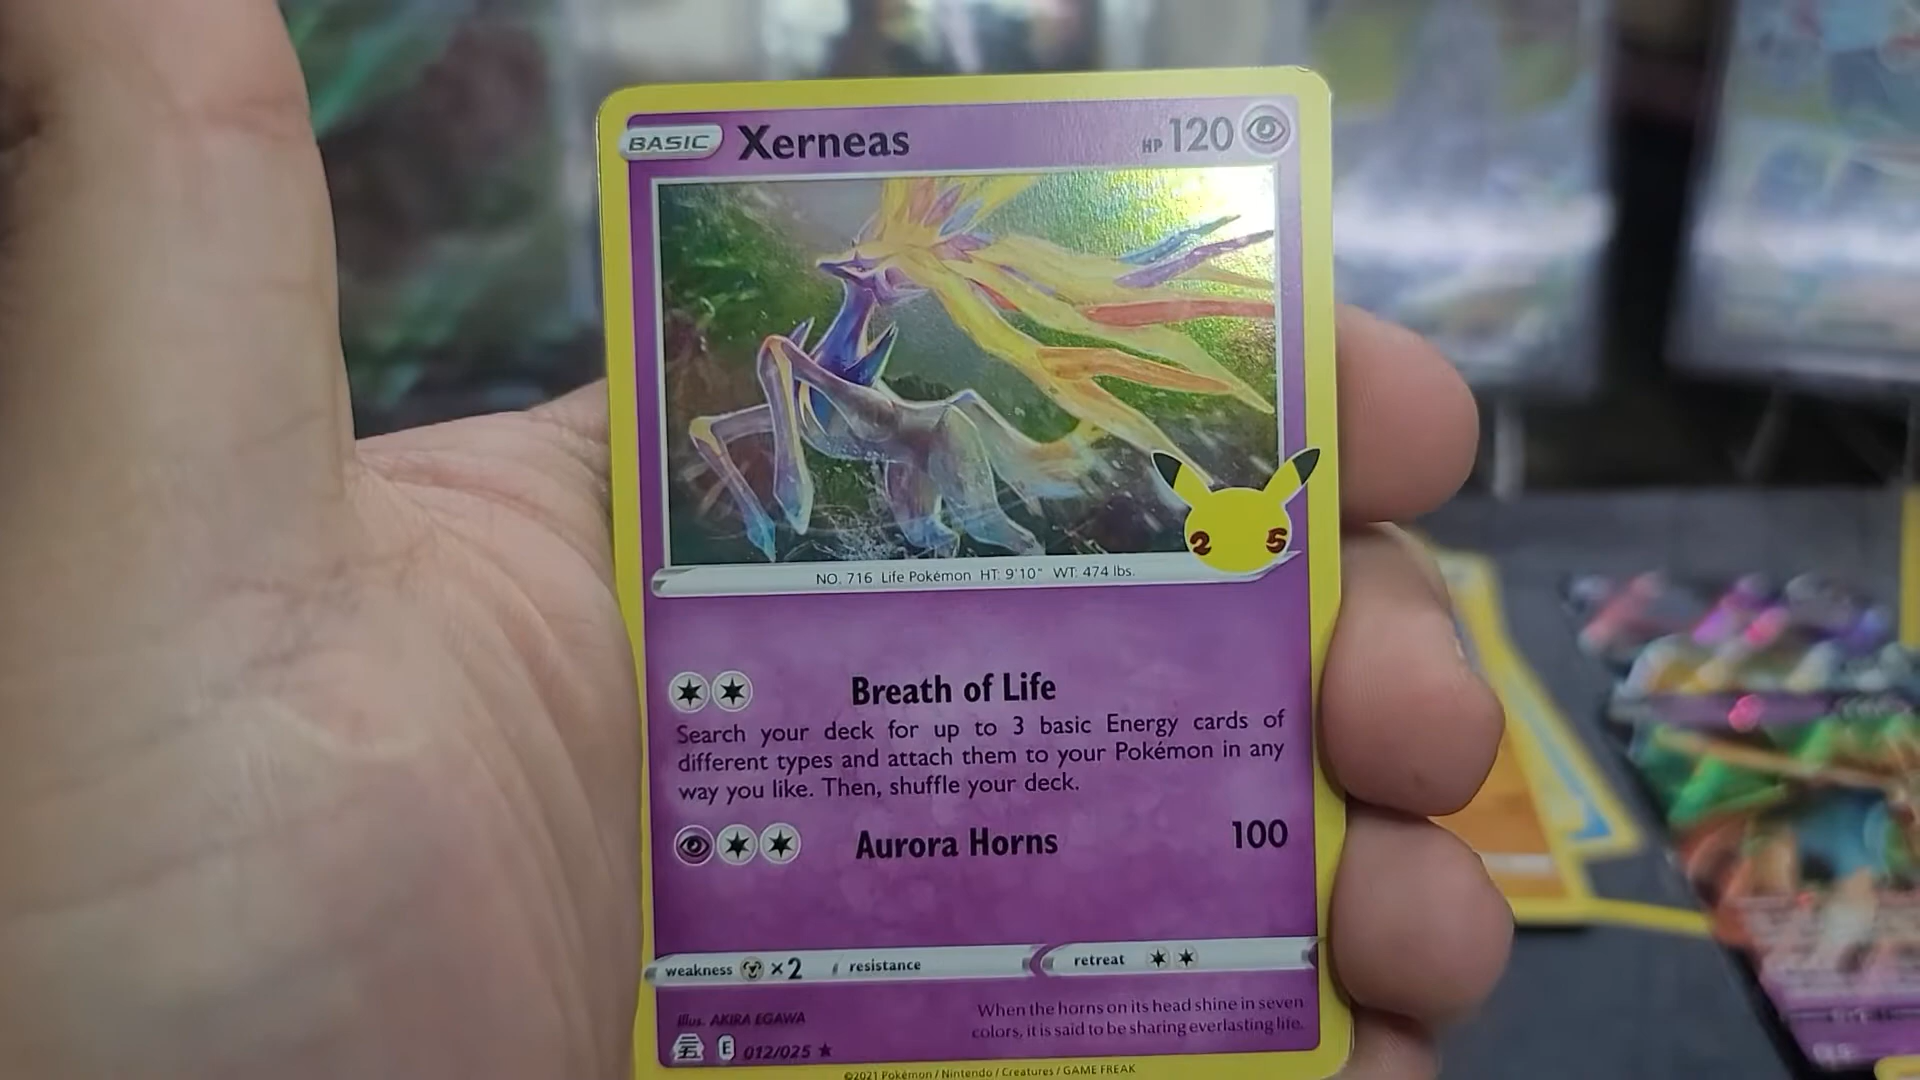 BASIC Xerneas HP 120
2 5
NO. 716 Life Pokémon HT: 9'10" WT: 474 lbs.
Breath of Life
Search your deck for up to 3 basic Energy cards of
different types and attach them to your Pokémon in any
way you like. Then, shuffle your deck.
Aurora Horns 100
weakness ×2 resistance retreat
Illus. AKIRA EGAWA
When the horns on its head shine in seven
colors, it is said to be sharing everlasting life.
E 012/025 ★
©2021 Pokémon / Nintendo / Creatures / GAME FREAK